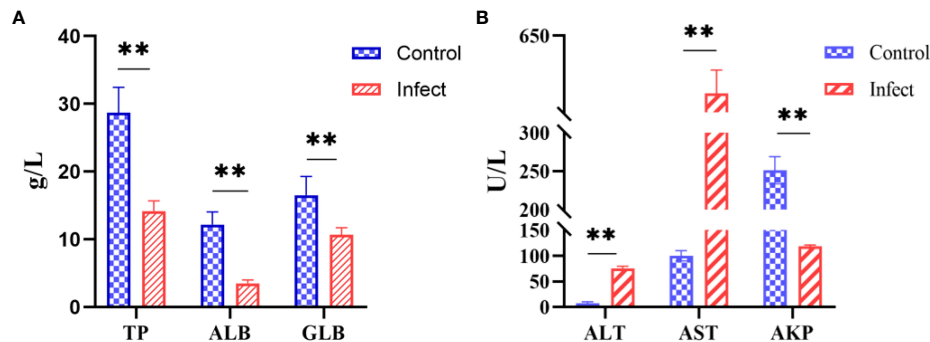 A
g/L
40
30
20
10
0
**
**
**
Control
Infect
TP ALB GLB
B
U/L
650
300
250
200
150
100
50
0
**
**
**
Control
Infect
ALT AST AKP